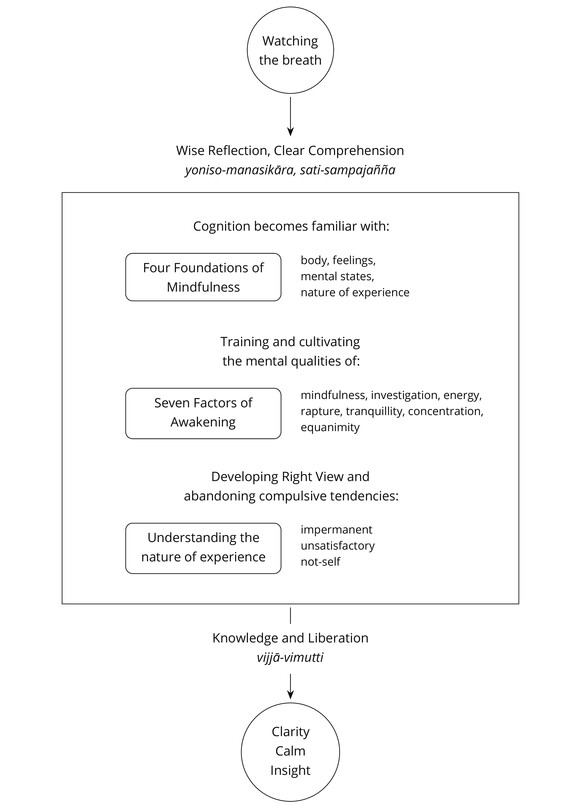 Watching
the breath
Wise Reflection, Clear Comprehension
yoniso-manasikāra, sati-sampajañña
Cognition becomes familiar with:
Four Foundations of
Mindfulness
body, feelings,
mental states,
nature of experience
Training and cultivating
the mental qualities of:
Seven Factors of
Awakening
mindfulness, investigation, energy,
rapture, tranquillity, concentration,
equanimity
Developing Right View and
abandoning compulsive tendencies:
Understanding the
nature of experience
impermanent
unsatisfactory
not-self
Knowledge and Liberation
vijjā-vimutti
Clarity
Calm
Insight